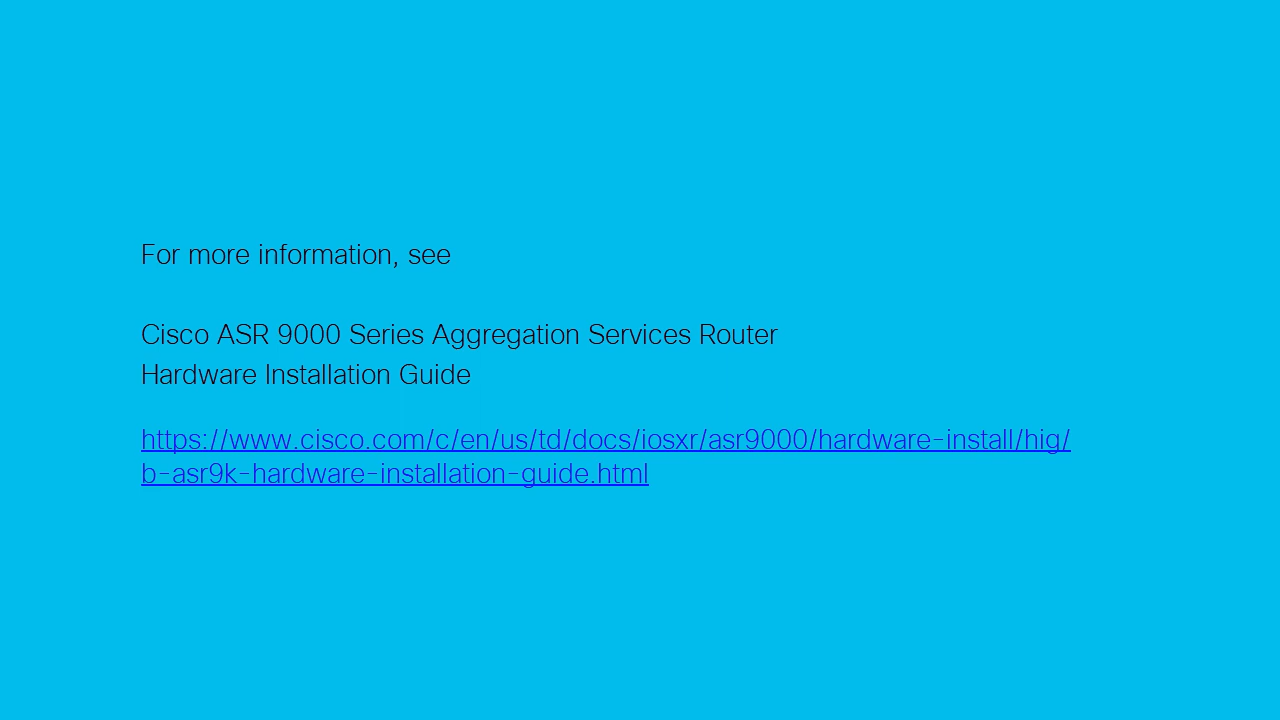 For more information, see
Cisco ASR 9000 Series Aggregation Services Router
Hardware Installation Guide
https://www.cisco.com/c/en/us/td/docs/iosxr/asr9000/hardware-install/hig/
b-asr9k-hardware-installation-guide.html